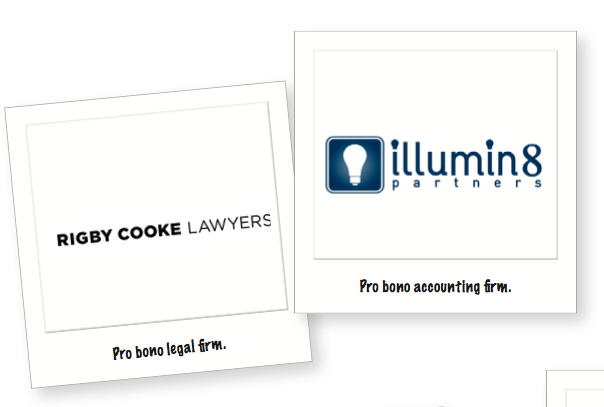 RIGBY COOKE LAWYERS
Pro bono legal firm.
illumin8
partners
Pro bono accounting firm.